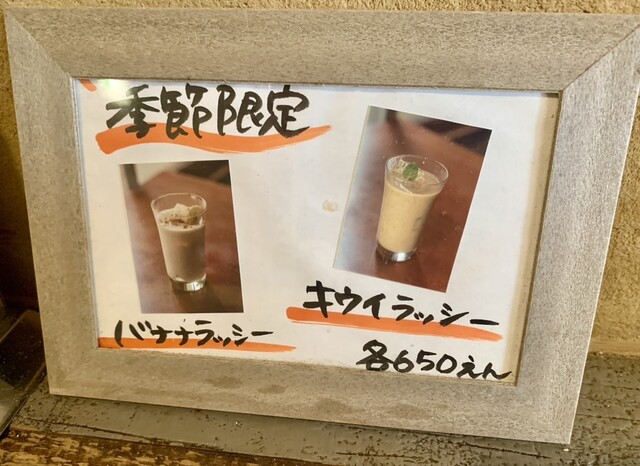 季節限定
バナナラッシー
キウイラッシー
各650えん